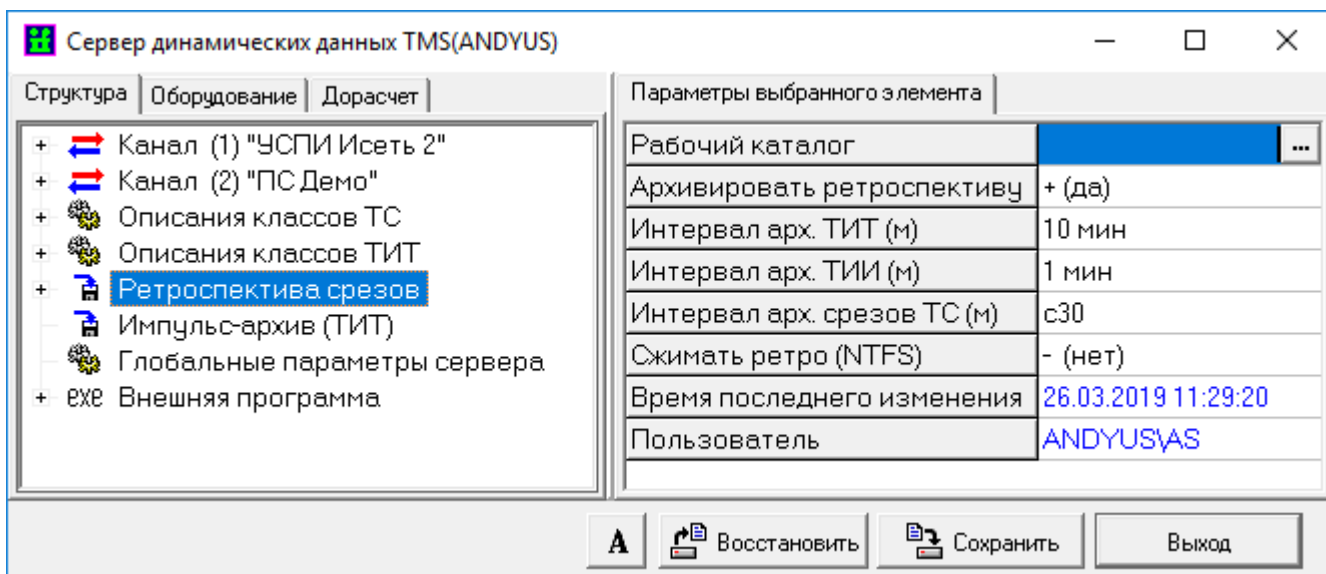 Сервер динамических данных TMS(ANDYUS)
Структура Оборудование Дорасчет
Параметры выбранного элемента
+ Канал (1) "УСПИ Исеть 2"
+ Канал (2) "ПС Демо"
+ Описания классов ТС
+ Описания классов ТИТ
+ Ретроспектива срезов
Импульс-архив (ТИТ)
Глобальные параметры сервера
+ exe Внешняя программа
Рабочий каталог ...
Архивировать ретроспективу + (да)
Интервал арх. ТИТ (м) 10 мин
Интервал арх. ТИИ (м) 1 мин
Интервал арх. срезов ТС (м) с30
Сжимать ретро (NTFS) - (нет)
Время последнего изменения 26.03.2019 11:29:20
Пользователь ANDYUS\AS
A Восстановить Сохранить Выход